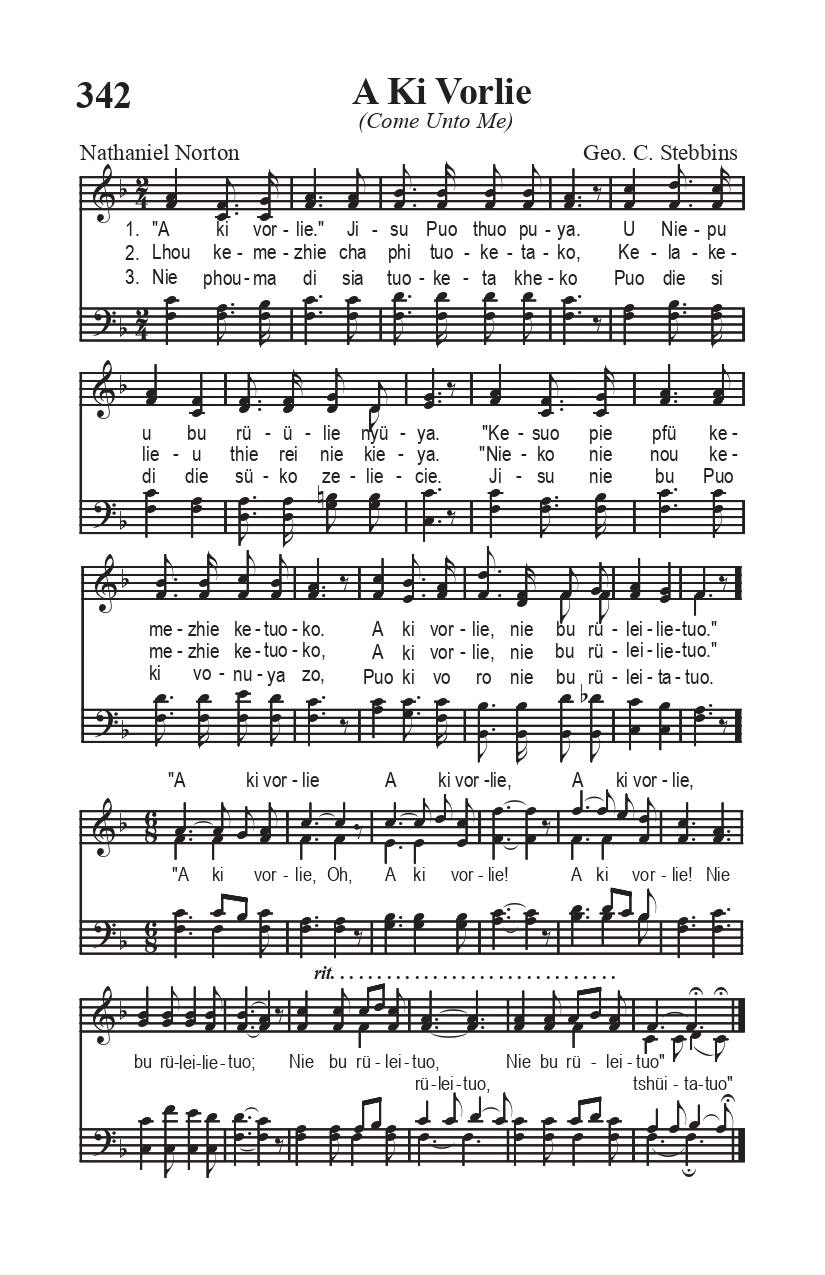 342
A Ki Vorlie
(Come Unto Me)
Nathaniel Norton
Geo. C. Stebbins
1. "A ki vor - lie." Ji - su Puo thuo pu - ya. U Nie - pu
2. Lhou ke - me - zhie cha phi tuo - ke - ta - ko, Ke - la - ke -
3. Nie phou - ma di sia tuo - ke - ta khe - ko Puo die si
u bu rü - ü - lie nyü - ya. "Ke - suo pie pfü ke -
lie - u thie rei nie kie - ya. "Nie - ko nie nou ke -
di die sü - ko ze - lie - cie. Ji - su nie bu Puo
me - zhie ke - tuo - ko. A ki vor - lie, nie bu rü - lei - lie - tuo."
me - zhie ke - tuo - ko, A ki vor - lie, nie bu rü - lei - lie - tuo."
ki vo - nu - ya zo, Puo ki vo ro nie bu rü - lei - ta - tuo.
"A ki vor - lie A ki vor - lie, A ki vor - lie,
"A ki vor - lie, Oh, A ki vor - lie! A ki vor - lie! Nie
rit. . . . . . . . . . . . . . . . . . . . . . . . . . . . .
bu rü - lei - lie - tuo; Nie bu rü - lei - tuo, Nie bu rü - lei - tuo"
rü - lei - tuo, tshüi - ta - tuo"